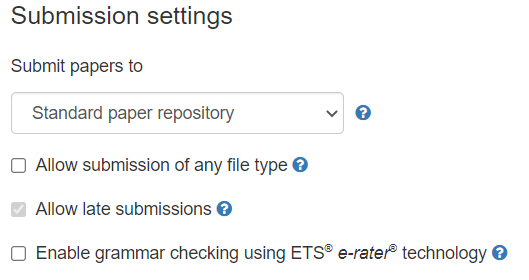 Submission settings
Submit papers to
Standard paper repository
Allow submission of any file type
Allow late submissions
Enable grammar checking using ETS® e-rater® technology